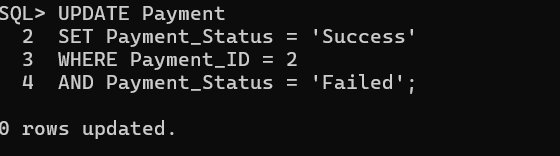 SQL> UPDATE Payment
2 SET Payment_Status = 'Success'
3 WHERE Payment_ID = 2
4 AND Payment_Status = 'Failed';
0 rows updated.